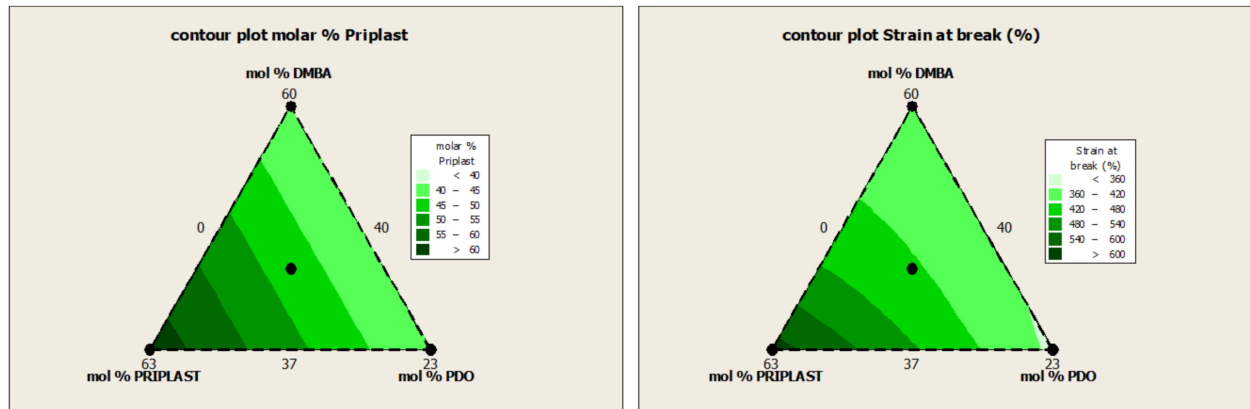 contour plot molar % Priplast
mol % DMBA
60
molar %
Priplast
< 40
40 – 45
45 – 50
50 – 55
55 – 60
> 60
0
40
63
37
23
mol % PRIPLAST
mol % PDO
contour plot Strain at break (%)
mol % DMBA
60
Strain at
break (%)
< 360
360 – 420
420 – 480
480 – 540
540 – 600
> 600
0
40
63
37
23
mol % PRIPLAST
mol % PDO